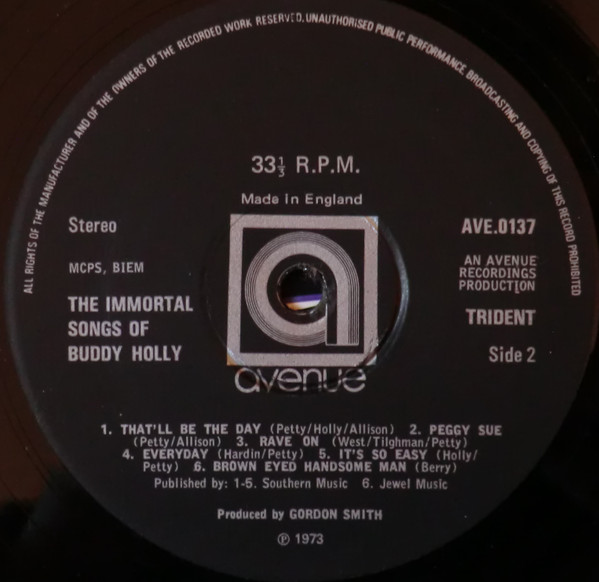 ALL RIGHTS OF THE MANUFACTURER AND OF THE OWNERS OF THE RECORDED WORK RESERVED. UNAUTHORISED PUBLIC PERFORMANCE, BROADCASTING AND COPYING OF THIS RECORD PROHIBITED
33⅓ R.P.M.
Made in England
Stereo
AVE.0137
MCPS, BIEM
AN AVENUE
RECORDINGS
PRODUCTION
THE IMMORTAL
SONGS OF
BUDDY HOLLY
TRIDENT
Side 2
a
avenue
1. THAT'LL BE THE DAY (Petty/Holly/Allison) 2. PEGGY SUE
(Petty/Allison) 3. RAVE ON (West/Tilghman/Petty)
4. EVERYDAY (Hardin/Petty) 5. IT'S SO EASY (Holly/
Petty) 6. BROWN EYED HANDSOME MAN (Berry)
Published by: 1-5. Southern Music 6. Jewel Music
Produced by GORDON SMITH
℗ 1973